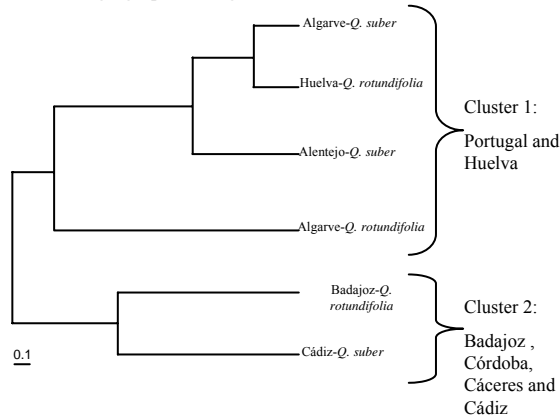 Algarve-Q. suber
Huelva-Q. rotundifolia
Cluster 1:
Portugal and
Huelva
Alentejo-Q. suber
Algarve-Q. rotundifolia
Badajoz-Q.
rotundifolia
Cádiz-Q. suber
Cluster 2:
Badajoz ,
Córdoba,
Cáceres and
Cádiz
0.1